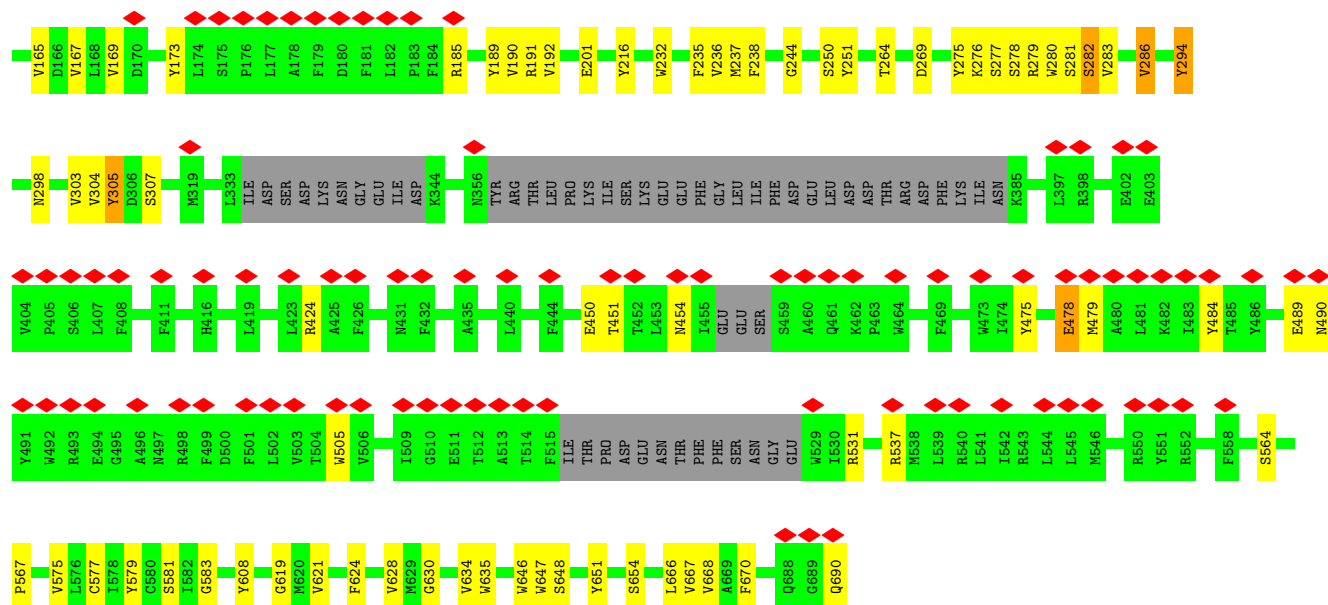 V165 D166 V167 L168 V169 D170 Y173 L174 S175 P176 L177 A178 F179 D180 F181 L182 P183 F184 R185 Y189 V190 R191 V192 E201 Y216 W232 F235 V236 M237 F238 G244 S250 Y251 T264 D269 Y275 K276 S277 S278 R279 W280 S281 S282 V283 V286 Y294
N298 V303 V304 Y305 D306 S307 M319 L333 ILE ASP SER ASP LYS ASN GLY GLU ILE ASP K344 N356 TYR ARG THR LEU PRO LYS ILE SER LYS GLU GLU PHE GLY LEU ILE PHE ASP GLU LEU ASP ASP THR ARG ASP PHE LYS ILE ASN K385 L397 R398 E402 E403
V404 P405 S406 L407 F408 F411 H416 L419 L423 R424 A425 F426 N431 F432 A435 L440 F444 E450 T451 T452 L453 N454 I455 GLU GLU SER S459 A460 Q461 K462 P463 W464 F469 W473 I474 Y475 E478 M479 A480 L481 K482 I483 Y484 T485 Y486 E489 N490
Y491 W492 R493 E494 G495 A496 N497 R498 F499 D500 F501 L502 V503 T504 W505 V506 I509 G510 E511 T512 A513 T514 F515 ILE THR PRO ASP GLU ASN THR PHE PHE SER ASN GLY GLU W529 I530 R531 R537 M538 L539 R540 L541 I542 R543 L544 L545 M546 R550 Y551 R552 F558 S564
P567 V575 L576 C577 I578 Y579 C580 S581 I582 G583 Y608 G619 M620 V621 F624 V628 M629 G630 V634 W635 W646 W647 S648 Y651 S654 L666 V667 V668 A669 F670 Q688 G689 Q690